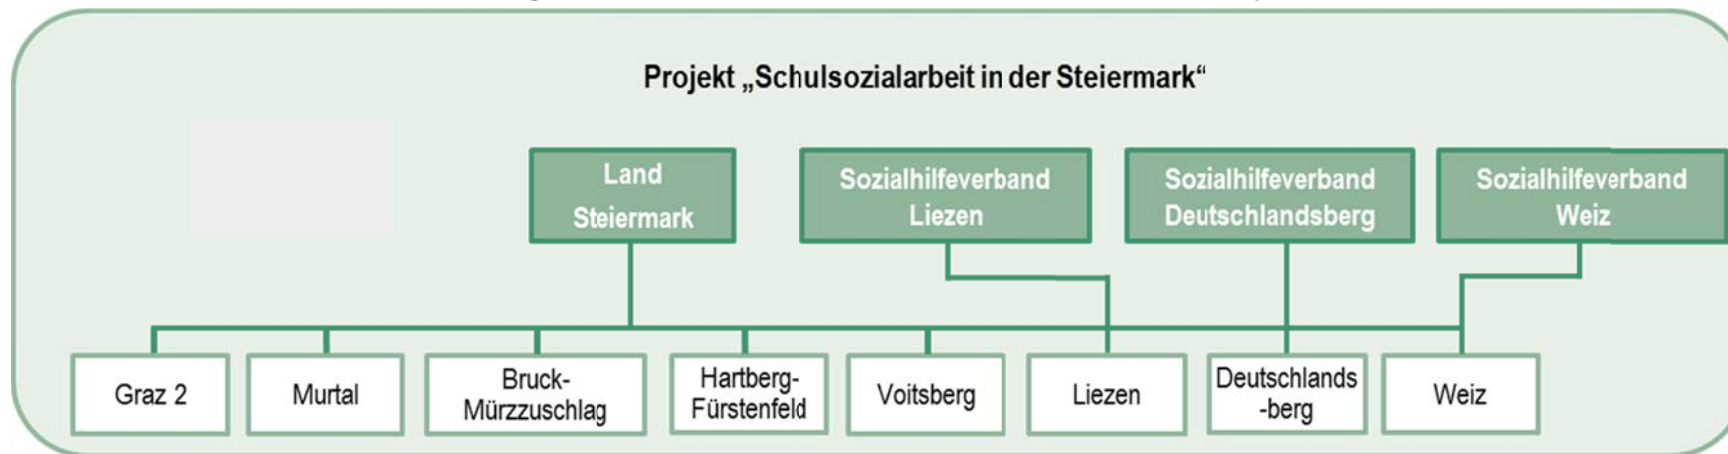 Projekt „Schulsozialarbeit in der Steiermark“
Land
Steiermark
Sozialhilfeverband
Liezen
Sozialhilfeverband
Deutschlandsberg
Sozialhilfeverband
Weiz
Graz 2
Murtal
Bruck-
Mürzzuschlag
Hartberg-
Fürstenfeld
Voitsberg
Liezen
Deutschlands
-berg
Weiz